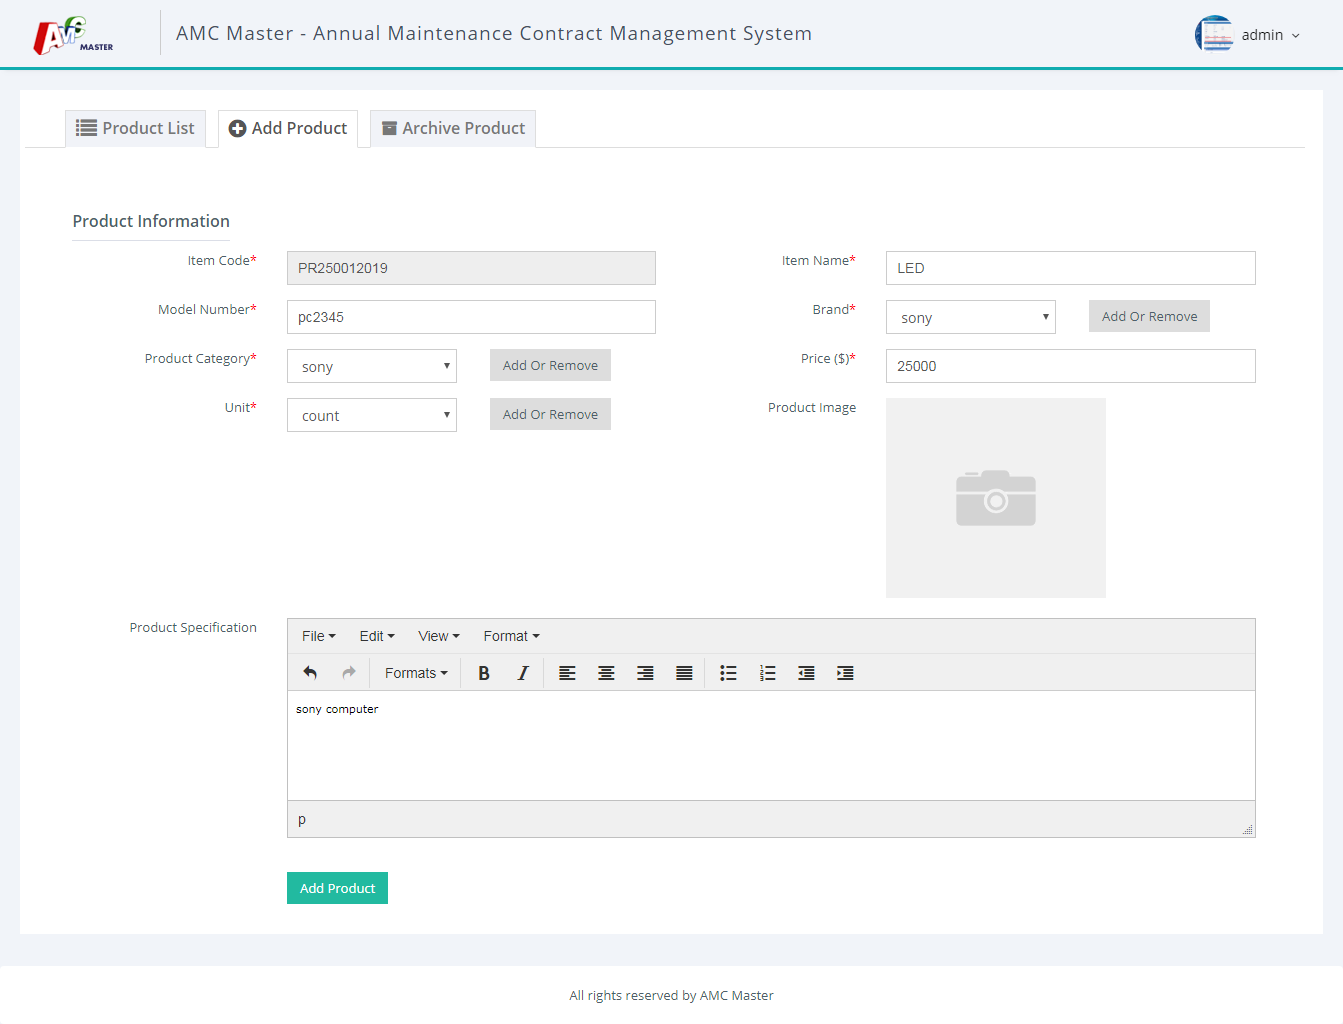 AMC MASTER
AMC Master - Annual Maintenance Contract Management System
admin
Product List
Add Product
Archive Product
Product Information
Item Code*
PR250012019
Item Name*
LED
Model Number*
pc2345
Brand*
sony
Add Or Remove
Product Category*
sony
Add Or Remove
Price ($)*
25000
Unit*
count
Add Or Remove
Product Image
Product Specification
File
Edit
View
Format
Formats
B
I
sony computer
p
Add Product
All rights reserved by AMC Master